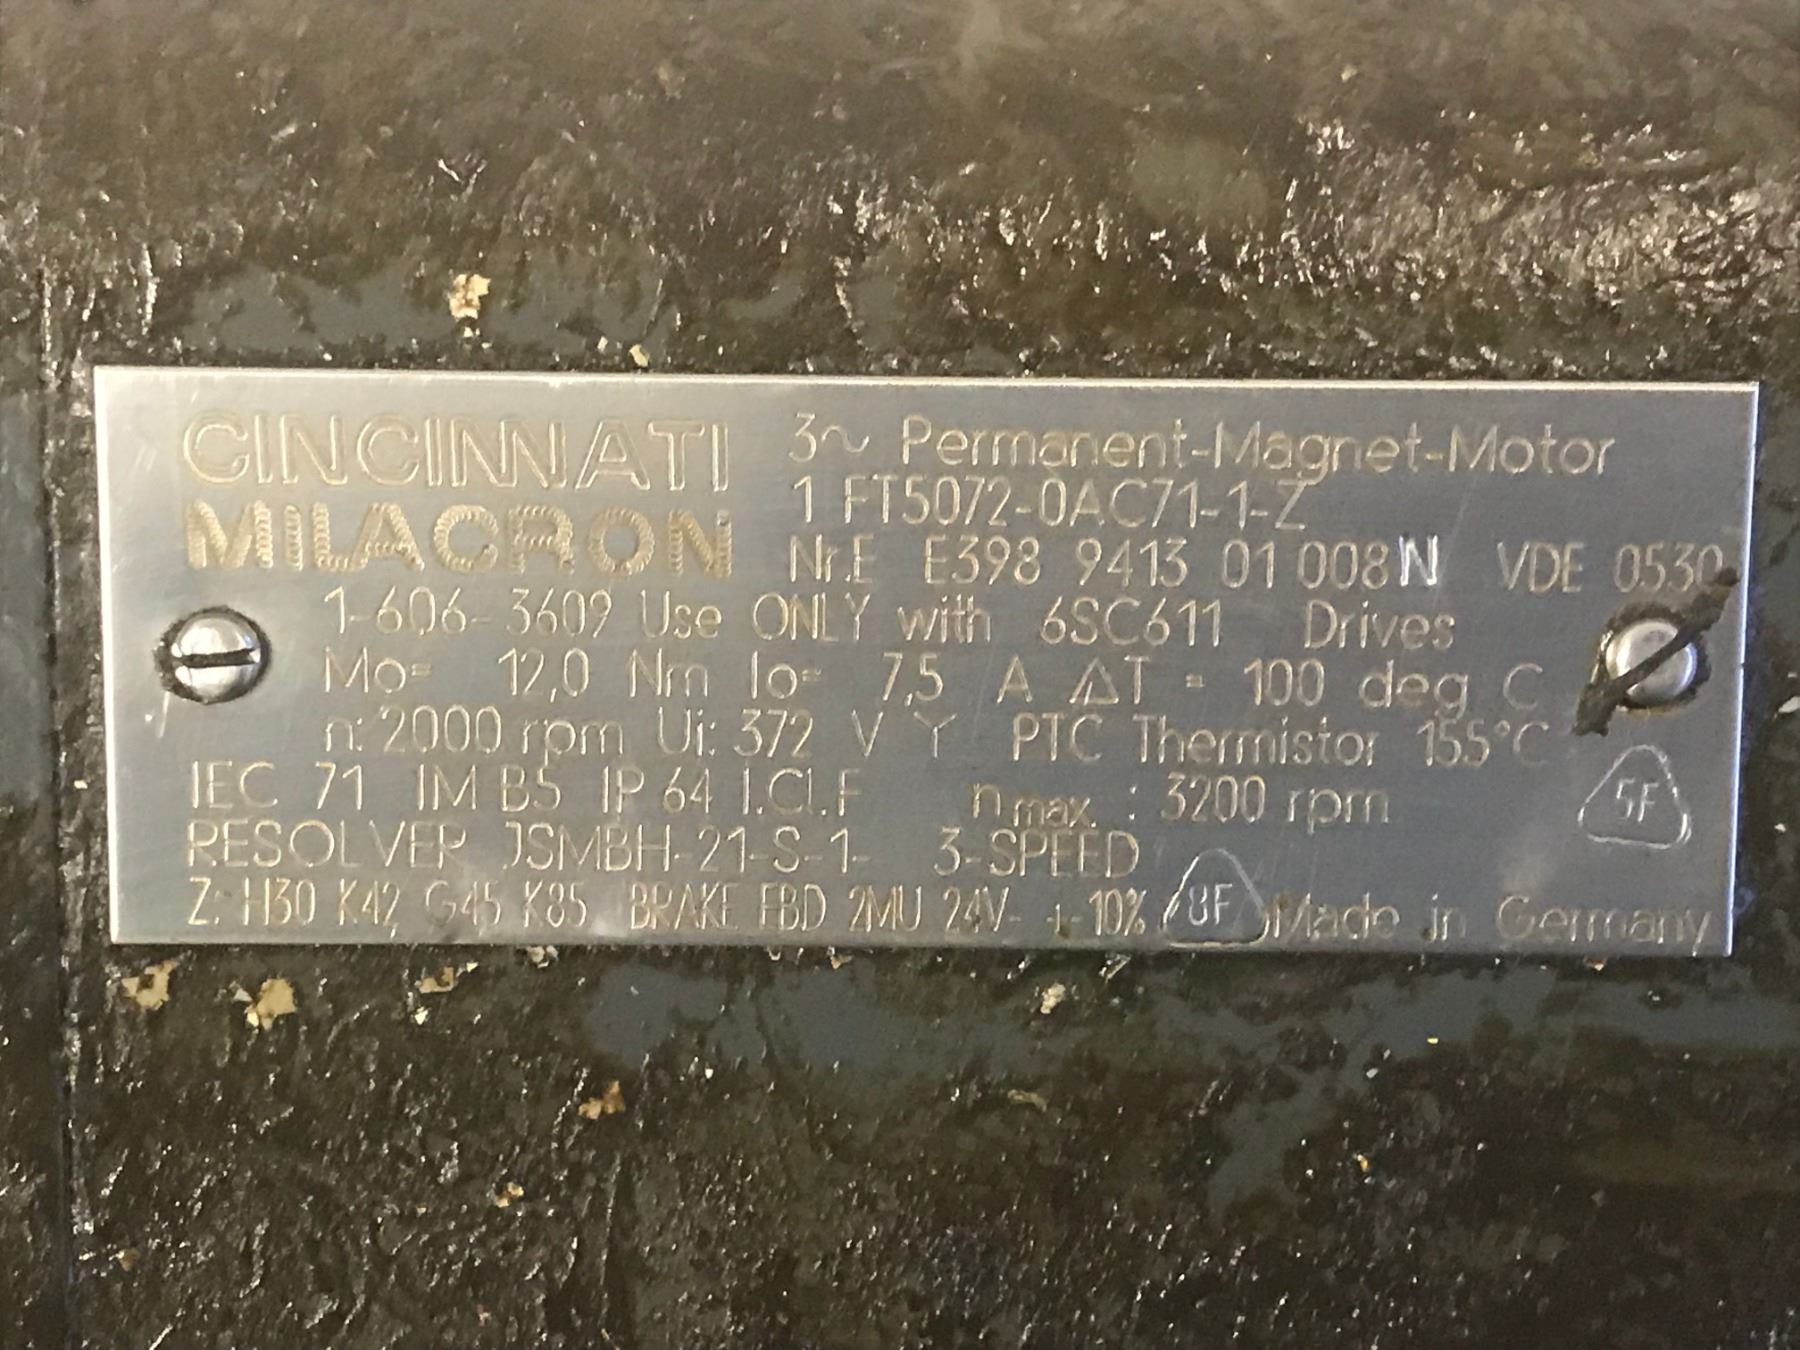 CINCINNATI
MILACRON
3~ Permanent-Magnet-Motor
1 FT5072-0AC71-1-Z
Nr.E E398 9413 01 008N VDE 0530
1-606-3609 Use ONLY with 6SC611 Drives
Mo= 12,0 Nm Io= 7,5 A ΔT = 100 deg C
n: 2000 rpm Ui: 372 V Y PTC Thermistor 155°C
IEC 71 IM B5 IP 64 I.Cl.F nmax. : 3200 rpm
5F
RESOLVER JSMBH-21-S-1- 3-SPEED
Z: H30 K42 G45 K85 BRAKE EBD 2MU 24V- +-10% 8F Made in Germany